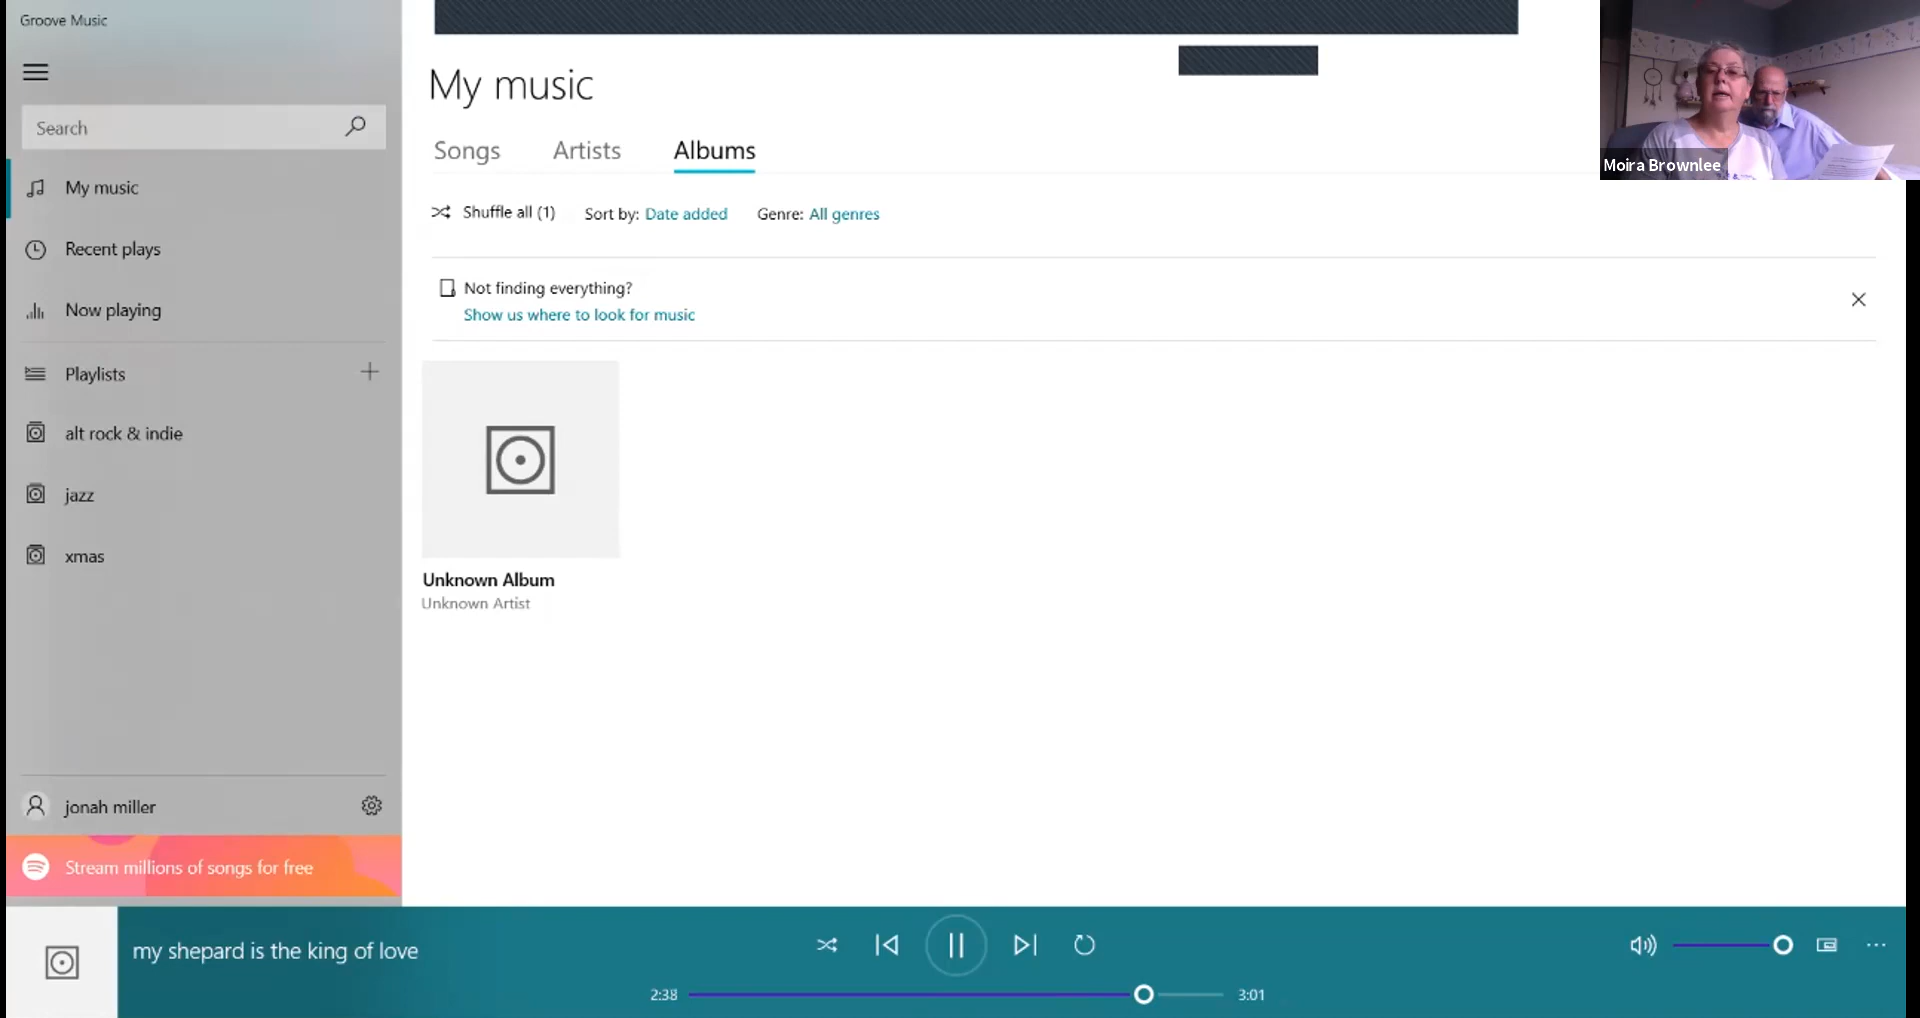 Groove Music
Search
My music
Recent plays
Now playing
Playlists
alt rock & indie
jazz
xmas
jonah miller
Stream millions of songs for free
My music
Songs Artists Albums
Shuffle all (1) Sort by: Date added Genre: All genres
Not finding everything?
Show us where to look for music
Unknown Album
Unknown Artist
Moira Brownlee
my shepard is the king of love
2:38 3:01